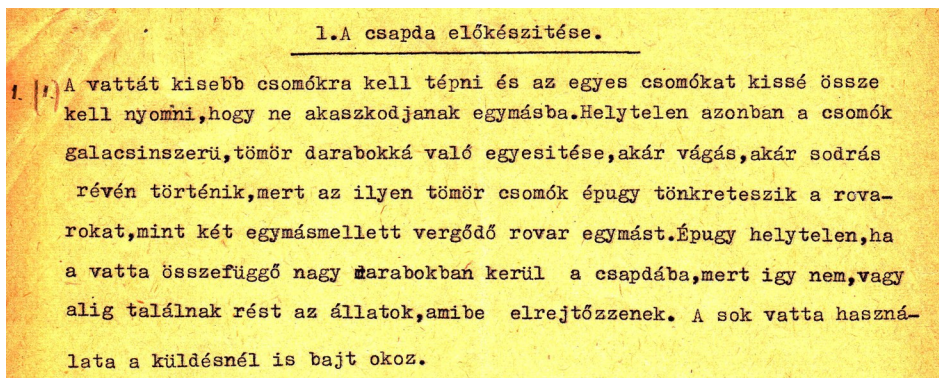 1.A csapda előkészitése.
1. (1.) A vattát kisebb csomókra kell tépni és az egyes csomókat kissé össze
kell nyomni,hogy ne akaszkodjanak egymásba.Helytelen azonban a csomók
galacsinszerü,tömör darabokká való egyesitése,akár vágás,akár sodrás
révén történik,mert az ilyen tömör csomók épugy tönkreteszik a rova-
rokat,mint két egymásmellett vergődő rovar egymást.Épugy helytelen,ha
a vatta összefüggő nagy darabokban kerül a csapdába,mert igy nem,vagy
alig találnak rést az állatok,amibe elrejtőzzenek. A sok vatta haszná-
lata a küldésnél is bajt okoz.